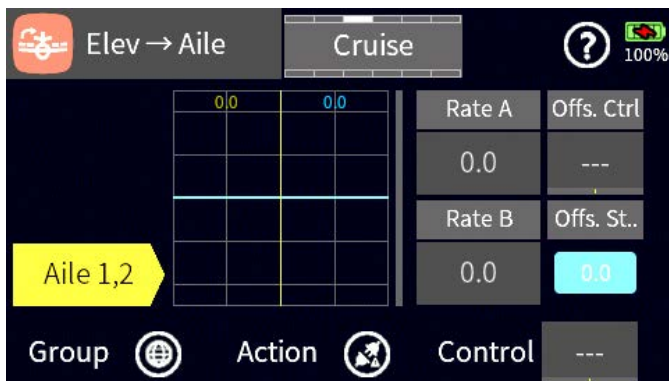 Elev → Aile
Cruise
?
100%
0.0 0.0
Rate A Offs. Ctrl
0.0 ---
Rate B Offs. St..
Aile 1,2
0.0 0.0
Group Action Control ---